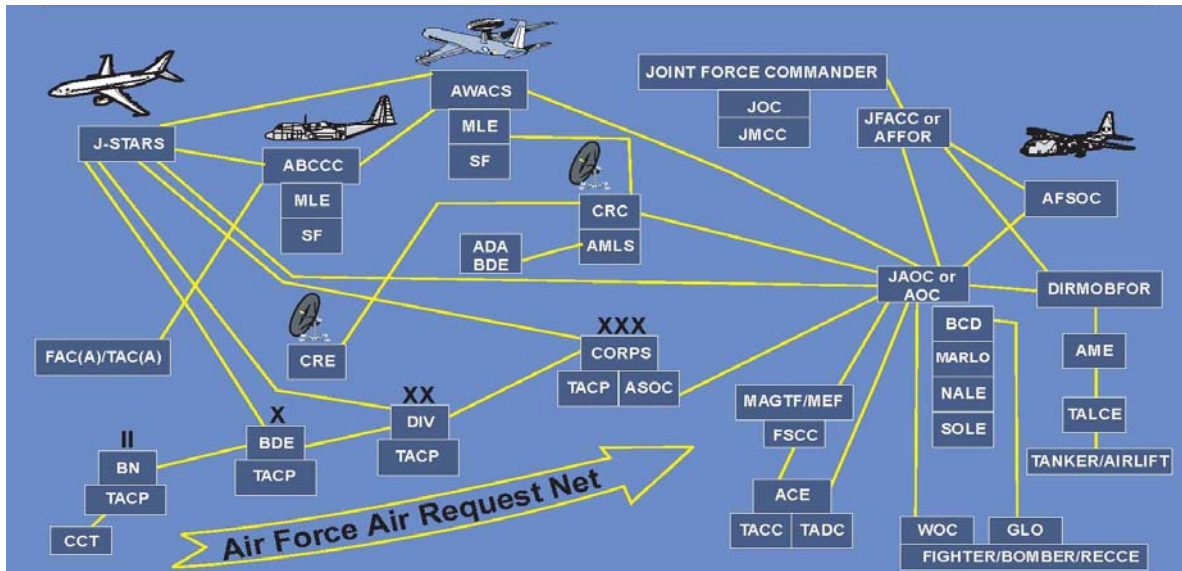 AWACS
MLE
SF
J-STARS
ABCCC
MLE
SF
JOINT FORCE COMMANDER
JOC
JMCC
JFACC or
AFFOR
AFSOC
CRC
AMLS
ADA
BDE
JAOC or
AOC
DIRMOBFOR
BCD
MARLO
NALE
SOLE
AME
TALCE
TANKER/AIRLIFT
FAC(A)/TAC(A)
CRE
XXX
CORPS
TACP
ASOC
XX
DIV
TACP
X
BDE
TACP
II
BN
TACP
CCT
MAGTF/MEF
FSCC
ACE
TACC
TADC
WOC
GLO
FIGHTER/BOMBER/RECCE
Air Force Air Request Net